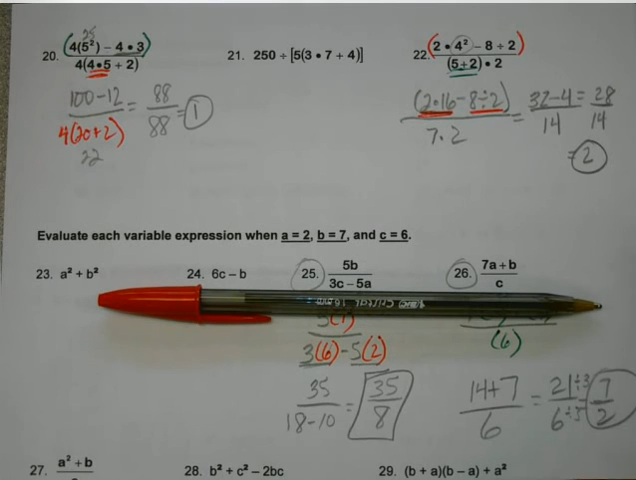 20. (4(5²) – 4 • 3) / 4(4 • 5 + 2)
25
21. 250 ÷ [5(3 • 7 + 4)]
22. (2 • 4² – 8 ÷ 2) / (5 + 2) • 2
100-12 / 4(20+2) = 88 / 88 = 1
22
(2•16 - 8÷2) / 7•2 = 32-4 / 14 = 28 / 14
= 2
Evaluate each variable expression when a = 2, b = 7, and c = 6.
23. a² + b²
24. 6c – b
25. 5b / 3c – 5a
26. 7a + b / c
5(7) / 3(6)-5(2)
(6)
35 / 18-10 = 35 / 8
14+7 / 6 = 21÷3 / 6÷3 = 7 / 2
27. a² + b
28. b² + c² – 2bc
29. (b + a)(b – a) + a²